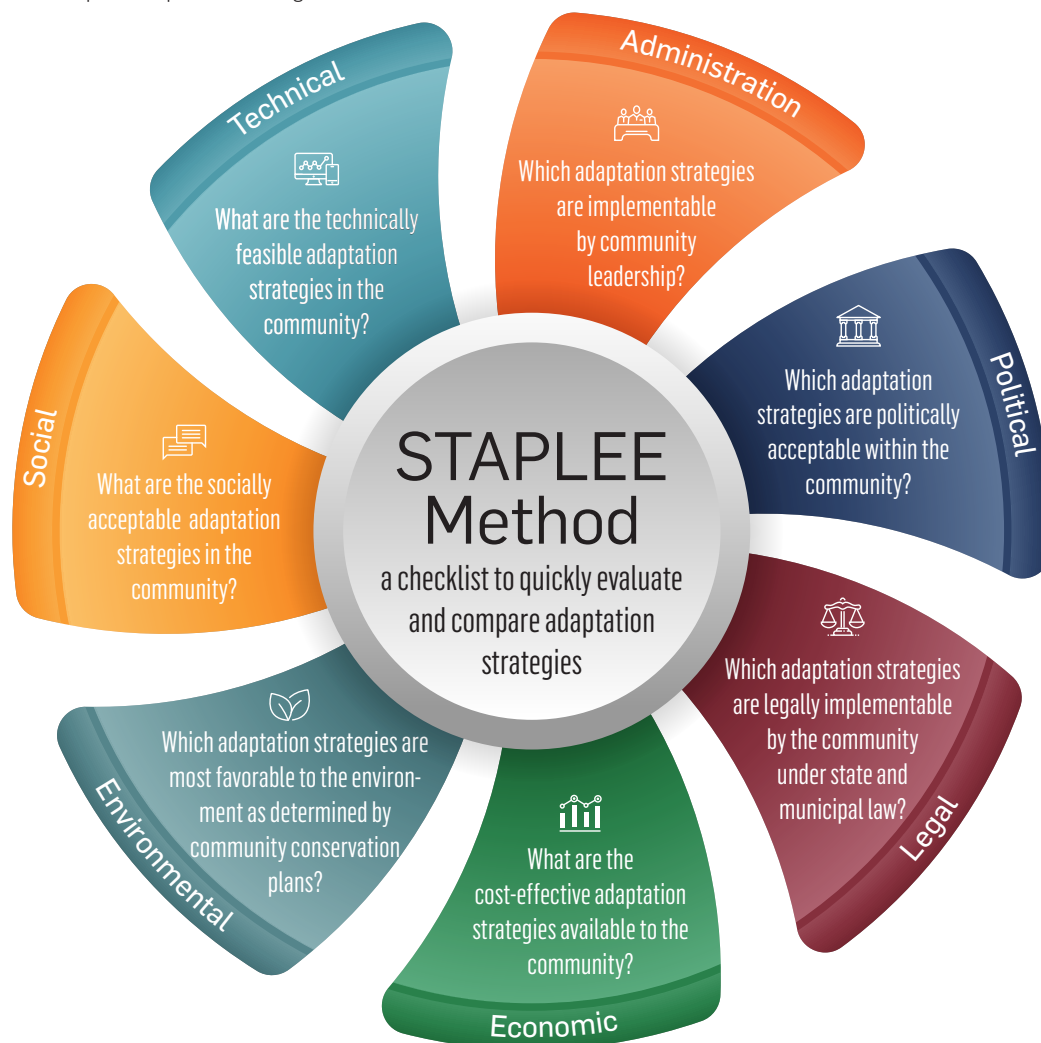 STAPLEE
Method
a checklist to quickly evaluate
and compare adaptation
strategies
Social
What are the socially
acceptable adaptation
strategies in the
community?
Technical
What are the technically
feasible adaptation
strategies in the
community?
Administration
Which adaptation strategies
are implementable
by community
leadership?
Political
Which adaptation
strategies are politically
acceptable within the
community?
Legal
Which adaptation strategies
are legally implementable
by the community
under state and
municipal law?
Economic
What are the
cost-effective adaptation
strategies available to the
community?
Environmental
Which adaptation strategies are
most favorable to the environ-
ment as determined by
community conservation
plans?